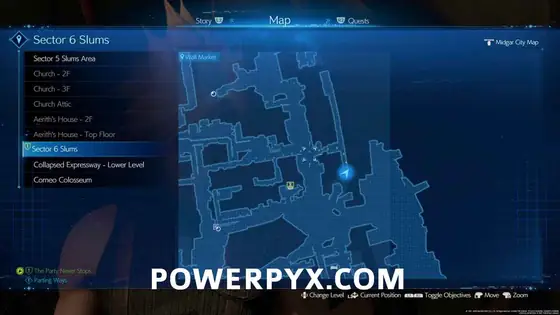 Story Map Quests
Sector 6 Slums
Midgar City Map
Sector 5 Slums Area
Wall Market
Church - 2F
Church - 3F
Church Attic
Aerith's House - 2F
Aerith's House - Top Floor
Sector 6 Slums
Collapsed Expressway - Lower Level
Corneo Colosseum
The Party Never Stops
Parting Ways
POWERPYX.COM
Change Level Current Position Toggle Objectives Move Zoom